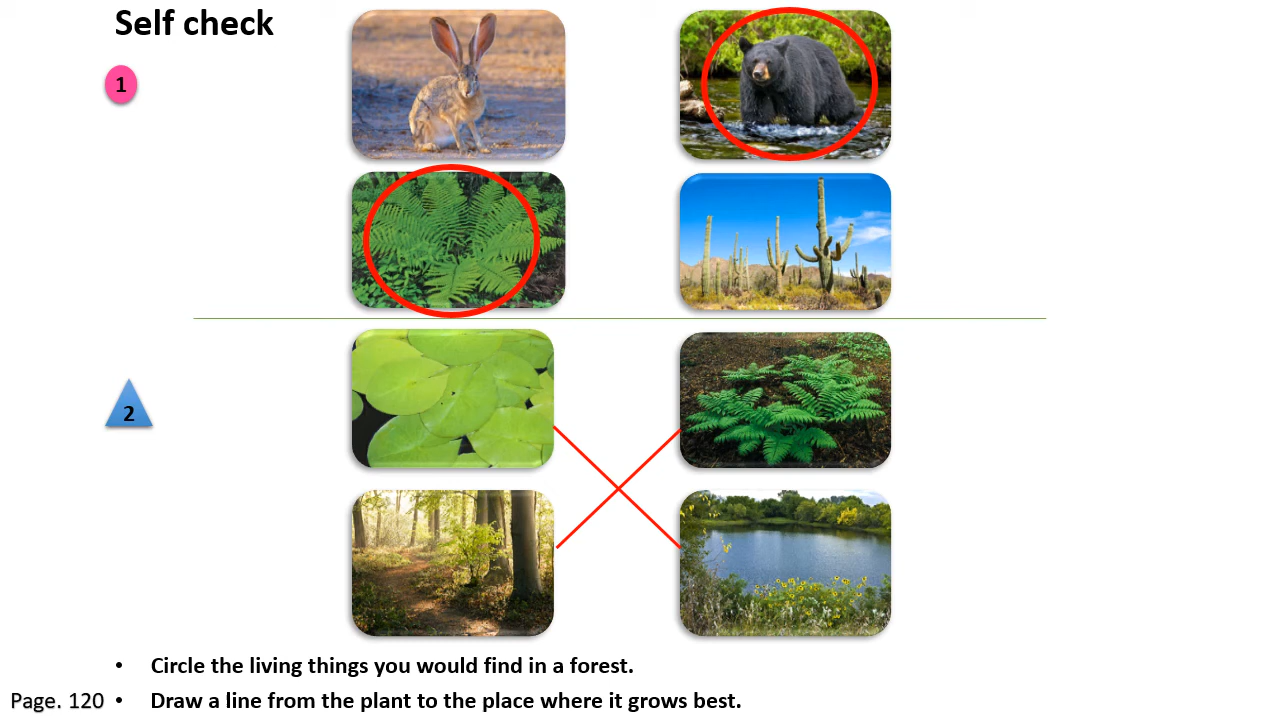 Self check
1
2
• Circle the living things you would find in a forest.
Page. 120 • Draw a line from the plant to the place where it grows best.